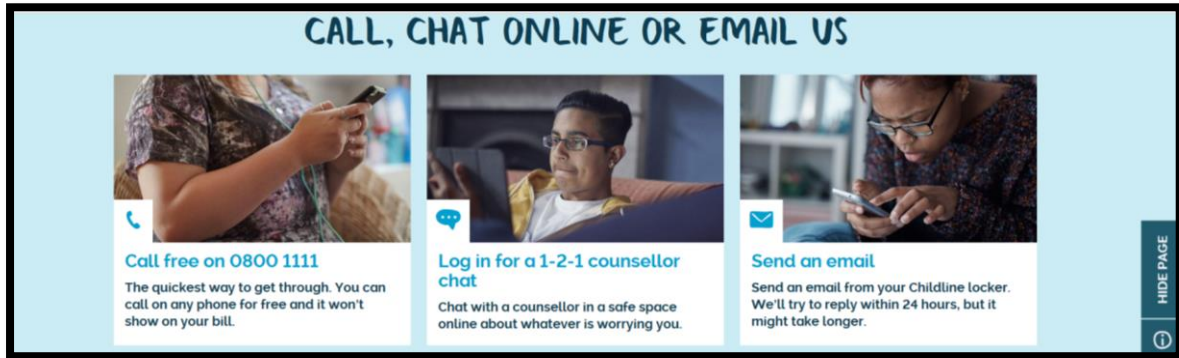 CALL, CHAT ONLINE OR EMAIL US
Call free on 0800 1111
The quickest way to get through. You can
call on any phone for free and it won't
show on your bill.
Log in for a 1-2-1 counsellor
chat
Chat with a counsellor in a safe space
online about whatever is worrying you.
Send an email
Send an email from your Childline locker.
We'll try to reply within 24 hours, but it
might take longer.
HIDE PAGE